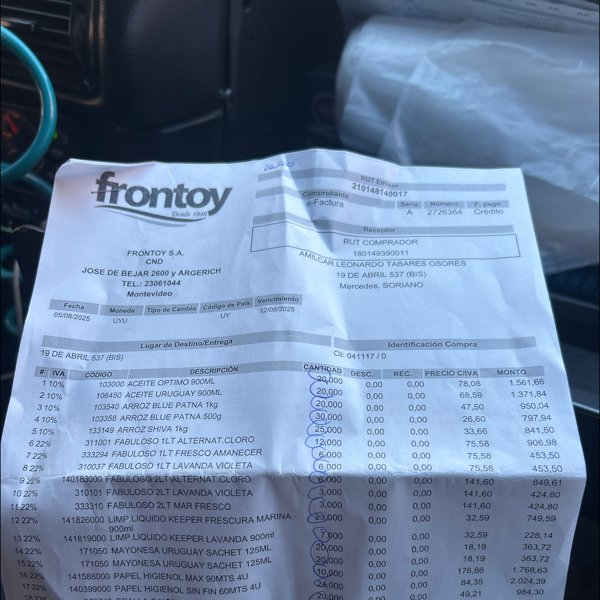 frontoy
Desde 1946
RUT Emisor
210148140017
Comprobante Serie Número F. pago
e-Factura A 2726364 Crédito
Receptor
RUT COMPRADOR
180149390011
AMILCAR LEONARDO TABARES OSORES
19 DE ABRIL 537 (BIS)
Mercedes, SORIANO
FRONTOY S.A.
CND
JOSE DE BEJAR 2600 y ARGERICH
TEL.: 23061044
Montevideo
Fecha Moneda Tipo de Cambio Código de País Vencimiento
05/08/2025 UYU UY 12/08/2025
Lugar de Destino/Entrega Identificación Compra
19 DE ABRIL 537 (BIS) Cli: 041117 / 0
# IVA CÓDIGO DESCRIPCIÓN CANTIDAD DESC. REC. PRECIO C/IVA MONTO
1 10% 103000 ACEITE OPTIMO 900ML 20,000 0,00 0,00 78,08 1.561,66
2 10% 106450 ACEITE URUGUAY 900ML 20,000 0,00 0,00 68,59 1.371,84
3 10% 103540 ARROZ BLUE PATNA 1kg 20,000 0,00 0,00 47,50 950,04
4 10% 103358 ARROZ BLUE PATNA 500g 30,000 0,00 0,00 26,60 797,94
5 10% 133149 ARROZ SHIVA 1kg 25,000 0,00 0,00 33,66 841,50
6 22% 311001 FABULOSO 1LT ALTERNAT.CLORO 12,000 0,00 0,00 75,58 906,98
7 22% 333294 FABULOSO 1LT FRESCO AMANECER 6,000 0,00 0,00 75,58 453,50
8 22% 310037 FABULOSO 1LT LAVANDA VIOLETA 6,000 0,00 0,00 75,58 453,50
9 22% 140183000 FABULOSO 2LT ALTERNAT.CLORO 6,000 0,00 0,00 141,60 849,61
10 22% 310101 FABULOSO 2LT LAVANDA VIOLETA 3,000 0,00 0,00 141,60 424,80
11 22% 333310 FABULOSO 2LT MAR FRESCO 3,000 0,00 0,00 141,60 424,80
12 22% 141826000 LIMP.LIQUIDO KEEPER FRESCURA MARINA 23,000 0,00 0,00 32,59 749,59
900ml
13 22% 141819000 LIMP.LIQUIDO KEEPER LAVANDA 900ml 7,000 0,00 0,00 32,59 228,14
14 22% 171050 MAYONESA URUGUAY SACHET 125ML 20,000 0,00 0,00 18,19 363,72
15 22% 171050 MAYONESA URUGUAY SACHET 125ML 20,000 0,00 0,00 18,19 363,72
16 22% 141588000 PAPEL HIGIENOL MAX 90MTS 4U 10,000 0,00 0,00 176,86 1.768,63
17 22% 140399000 PAPEL HIGIENOL SIN FIN 60MTS 4U 24,000 0,00 0,00 84,35 2.024,39
20,000 0,00 0,00 49,21 984,30